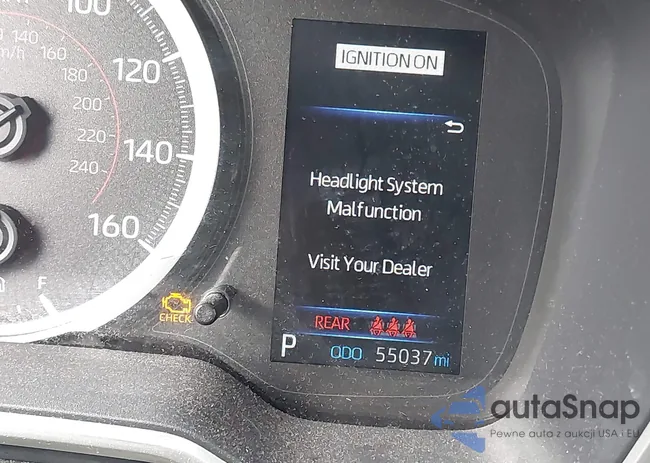 100
120
140
160
140
km/h
160
180
200
220
240
F
CHECK
IGNITION ON
Headlight System
Malfunction
Visit Your Dealer
REAR
P
ODO 55037 mi
autaSnap
Pewne auta z aukcji USA i EU